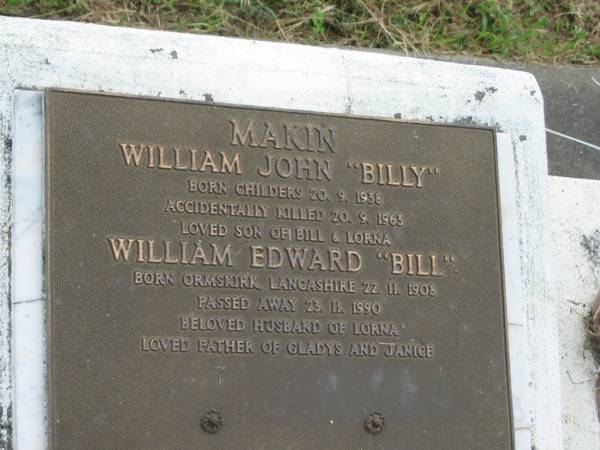 MAKIN
WILLIAM JOHN "BILLY"
BORN CHILDERS 20. 9. 1938
ACCIDENTALLY KILLED 20. 9. 1963
LOVED SON OF BILL & LORNA
WILLIAM EDWARD "BILL"
BORN ORMSKIRK, LANCASHIRE 22. 11. 1908
PASSED AWAY 23. 11. 1990
BELOVED HUSBAND OF LORNA
LOVED FATHER OF GLADYS AND JANICE